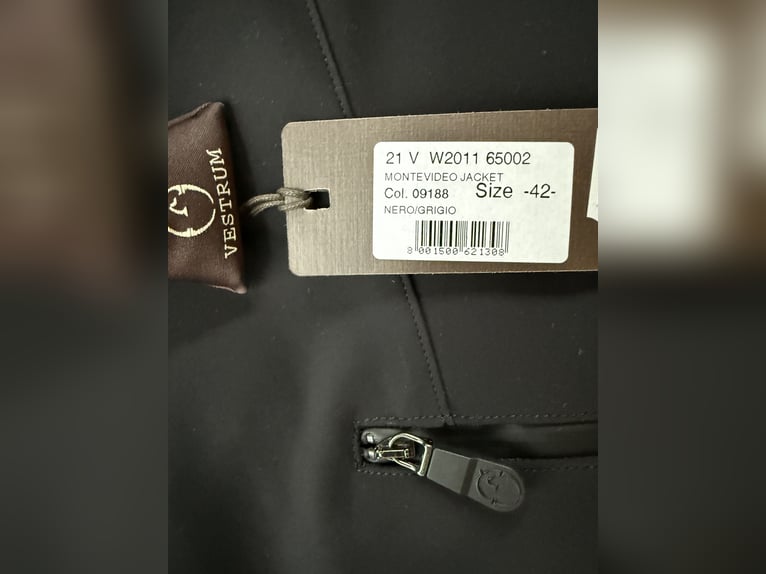 VESTRUM
21 V W2011 65002
MONTEVIDEO JACKET
Col. 09188 Size -42-
NERO/GRIGIO
8 001500 621308